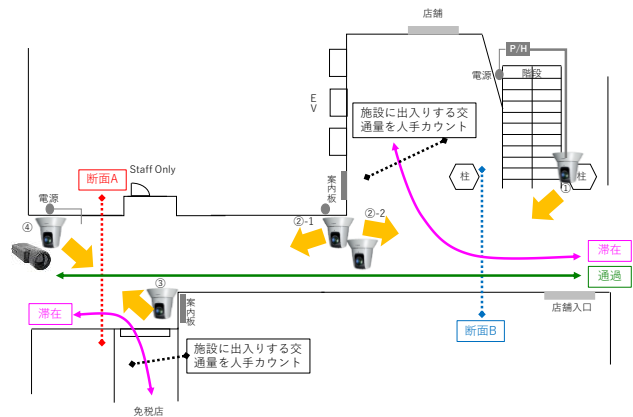 店舗
P/H
電源
階段
EV
施設に出入りする交
通量を人手カウント
Staff Only
断面A
案内板
柱
柱
①
電源
②-1
②-2
④
滞在
通過
③
滞在
案内板
店舗入口
断面B
施設に出入りする交
通量を人手カウント
免税店